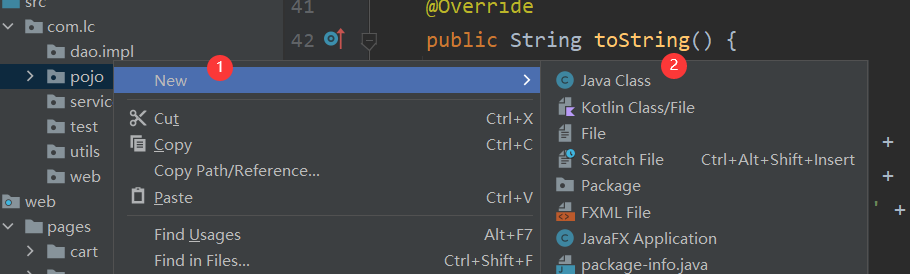 src
com.lc
dao.impl
pojo
servic
test
utils
web
web
pages
cart
41
@Override
42
public String toString() {
1
New
Cut Ctrl+X
Copy Ctrl+C
Copy Path/Reference...
Paste Ctrl+V
Find Usages Alt+F7
Find in Files... Ctrl+Shift+F
2
Java Class
Kotlin Class/File
File
Scratch File Ctrl+Alt+Shift+Insert
Package
FXML File
JavaFX Application
package-info.java
+
+
' +